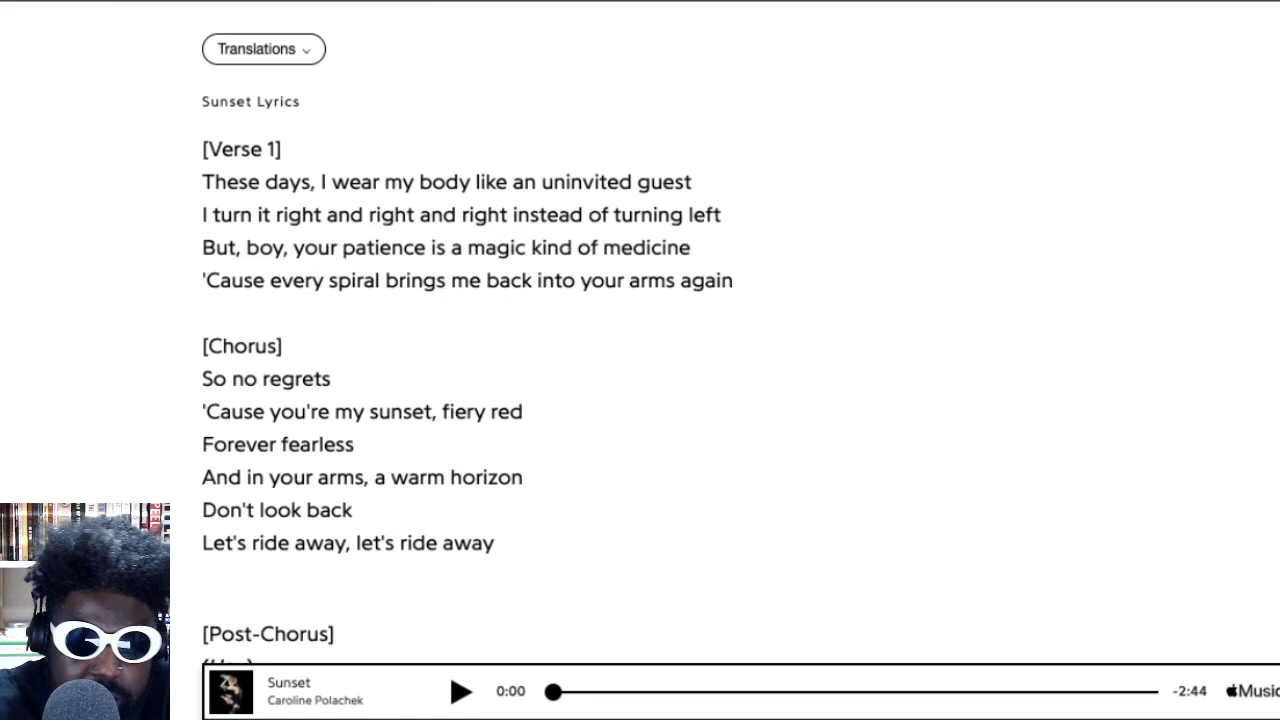 Translations
Sunset Lyrics
[Verse 1]
These days, I wear my body like an uninvited guest
I turn it right and right and right instead of turning left
But, boy, your patience is a magic kind of medicine
'Cause every spiral brings me back into your arms again
[Chorus]
So no regrets
'Cause you're my sunset, fiery red
Forever fearless
And in your arms, a warm horizon
Don't look back
Let's ride away, let's ride away
[Post-Chorus]
Sunset
Caroline Polachek
0:00
-2:44